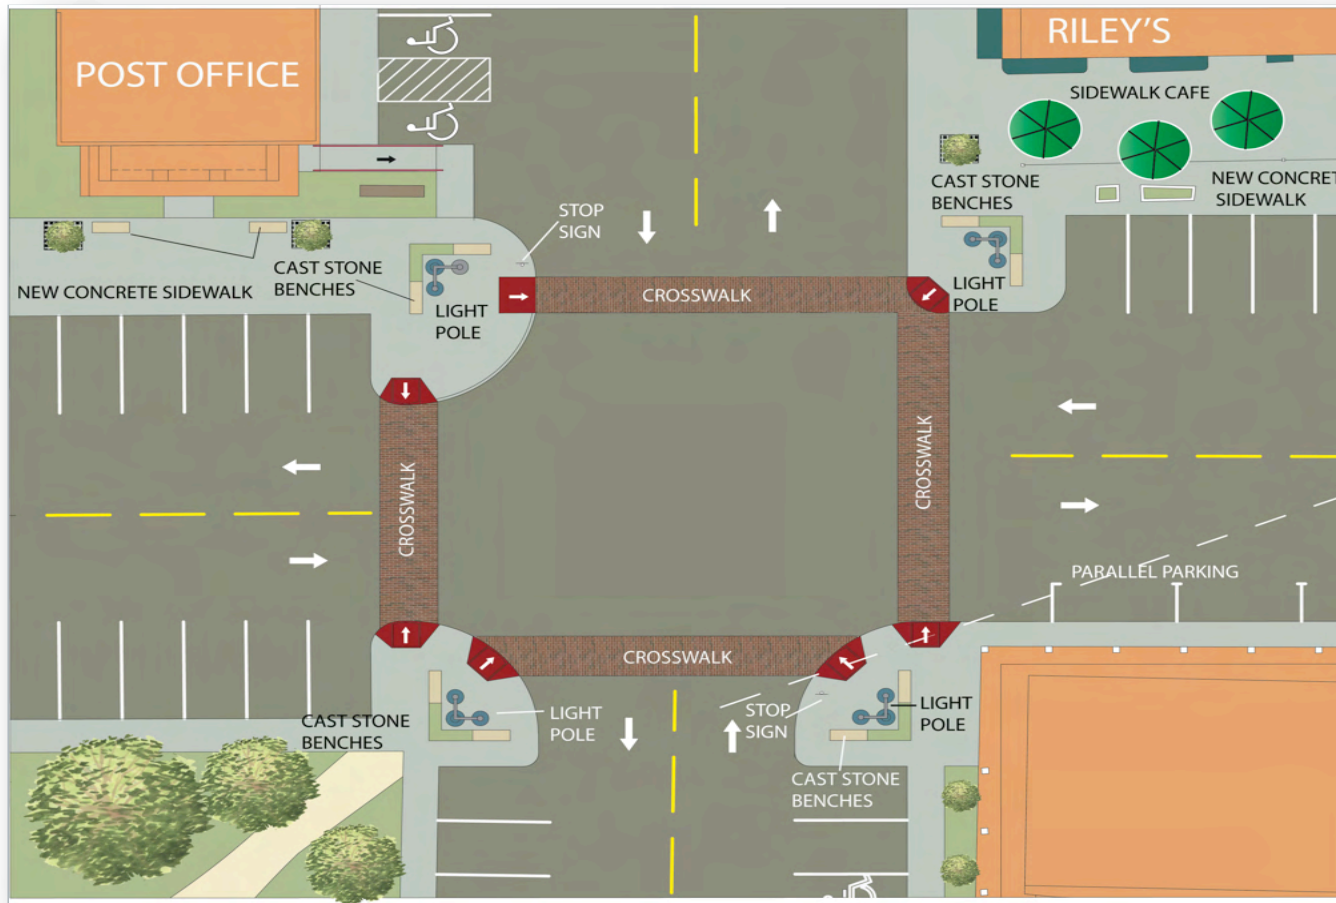 POST OFFICE
RILEY'S
SIDEWALK CAFE
CAST STONE
BENCHES
NEW CONCRET
SIDEWALK
STOP
SIGN
CAST STONE
BENCHES
NEW CONCRETE SIDEWALK
LIGHT
POLE
CROSSWALK
LIGHT
POLE
CROSSWALK
CROSSWALK
PARALLEL PARKING
CROSSWALK
CAST STONE
BENCHES
LIGHT
POLE
STOP
SIGN
LIGHT
POLE
CAST STONE
BENCHES